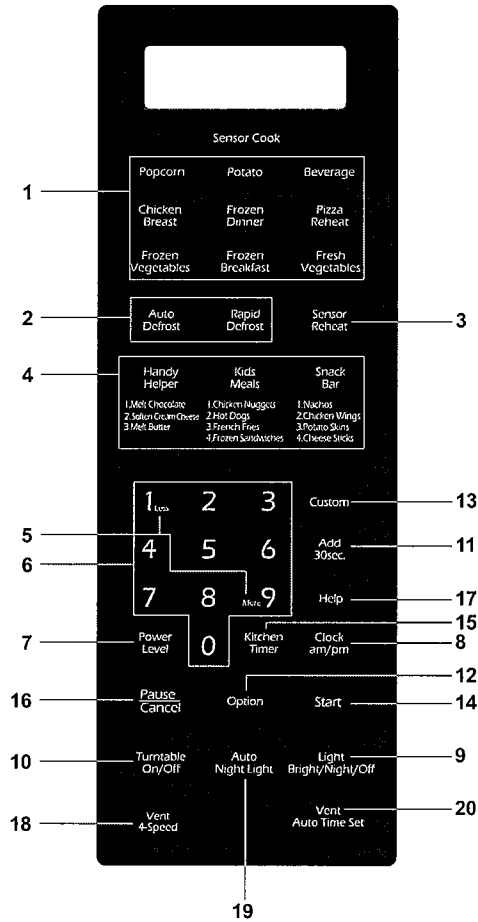 Sensor Cook
Popcorn Potato Beverage
1
Chicken Breast Frozen Dinner Pizza Reheat
Frozen Vegetables Frozen Breakfast Fresh Vegetables
2 Auto Defrost Rapid Defrost Sensor Reheat 3
4 Handy Helper Kids Meals Snack Bar
1.Melt Chocolate 1.Chicken Nuggets 1.Nachos
2.Soften Cream Cheese 2.Hot Dogs 2.Chicken Wings
3.Melt Butter 3.French Fries 3.Potato Skins
4.Frozen Sandwiches 4.Cheese Sticks
1 Less 2 3 Custom 13
5
4 5 6 Add 30sec. 11
6
7 8 More 9 Help 17
15
7 Power Level 0 Kitchen Timer Clock am/pm 8
12
16 Pause Cancel Option Start 14
10 Turntable On/Off Auto Night Light Light Bright/Night/Off 9
18 Vent 4-Speed Vent Auto Time Set 20
19